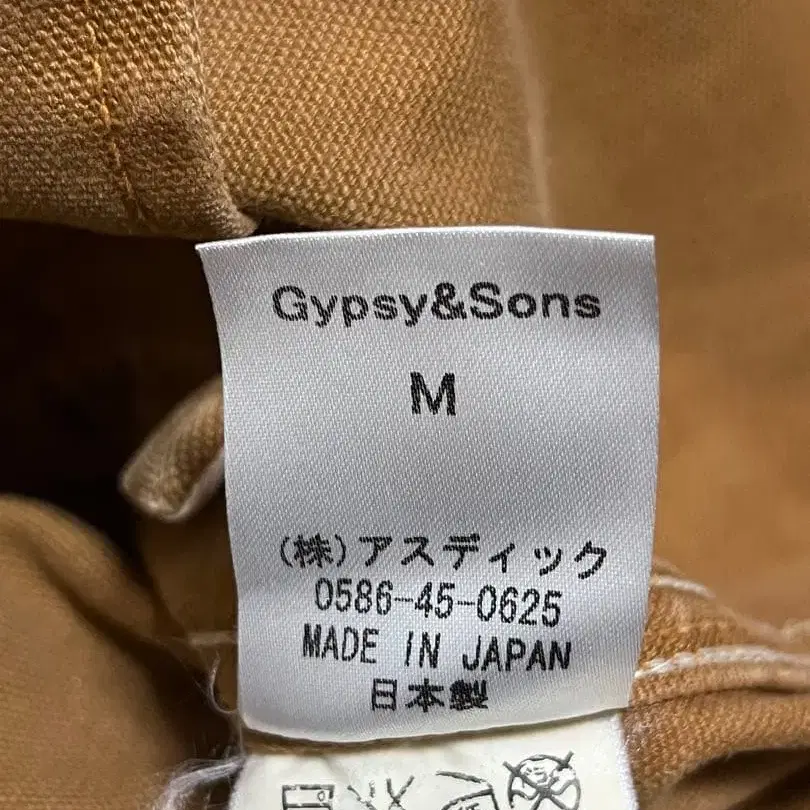 Gypsy&Sons
M
(株)アスディック
0586-45-0625
MADE IN JAPAN
日本製